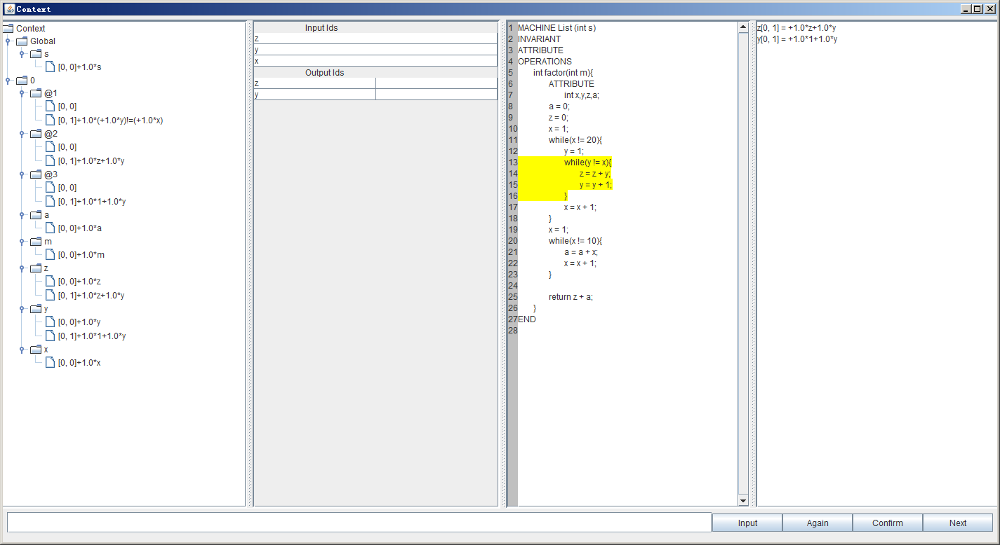 Context
Context
Global
s
[0, 0]+1.0*s
0
@1
[0, 0]
[0, 1]+1.0*(+1.0*y)!=(+1.0*x)
@2
[0, 0]
[0, 1]+1.0*z+1.0*y
@3
[0, 0]
[0, 1]+1.0*1+1.0*y
a
[0, 0]+1.0*a
m
[0, 0]+1.0*m
z
[0, 0]+1.0*z
[0, 1]+1.0*z+1.0*y
y
[0, 0]+1.0*y
[0, 1]+1.0*1+1.0*y
x
[0, 0]+1.0*x
Input Ids
z
y
x
Output Ids
z
y
1 MACHINE List (int s)
2 INVARIANT
3 ATTRIBUTE
4 OPERATIONS
5 int factor(int m){
6 ATTRIBUTE
7 int x,y,z,a;
8 a = 0;
9 z = 0;
10 x = 1;
11 while(x != 20){
12 y = 1;
13 while(y != x){
14 z = z + y;
15 y = y + 1;
16 }
17 x = x + 1;
18 }
19 x = 1;
20 while(x != 10){
21 a = a + x;
22 x = x + 1;
23 }
24
25 return z + a;
26 }
27 END
28
z[0, 1] = +1.0*z+1.0*y
y[0, 1] = +1.0*1+1.0*y
Input
Again
Confirm
Next